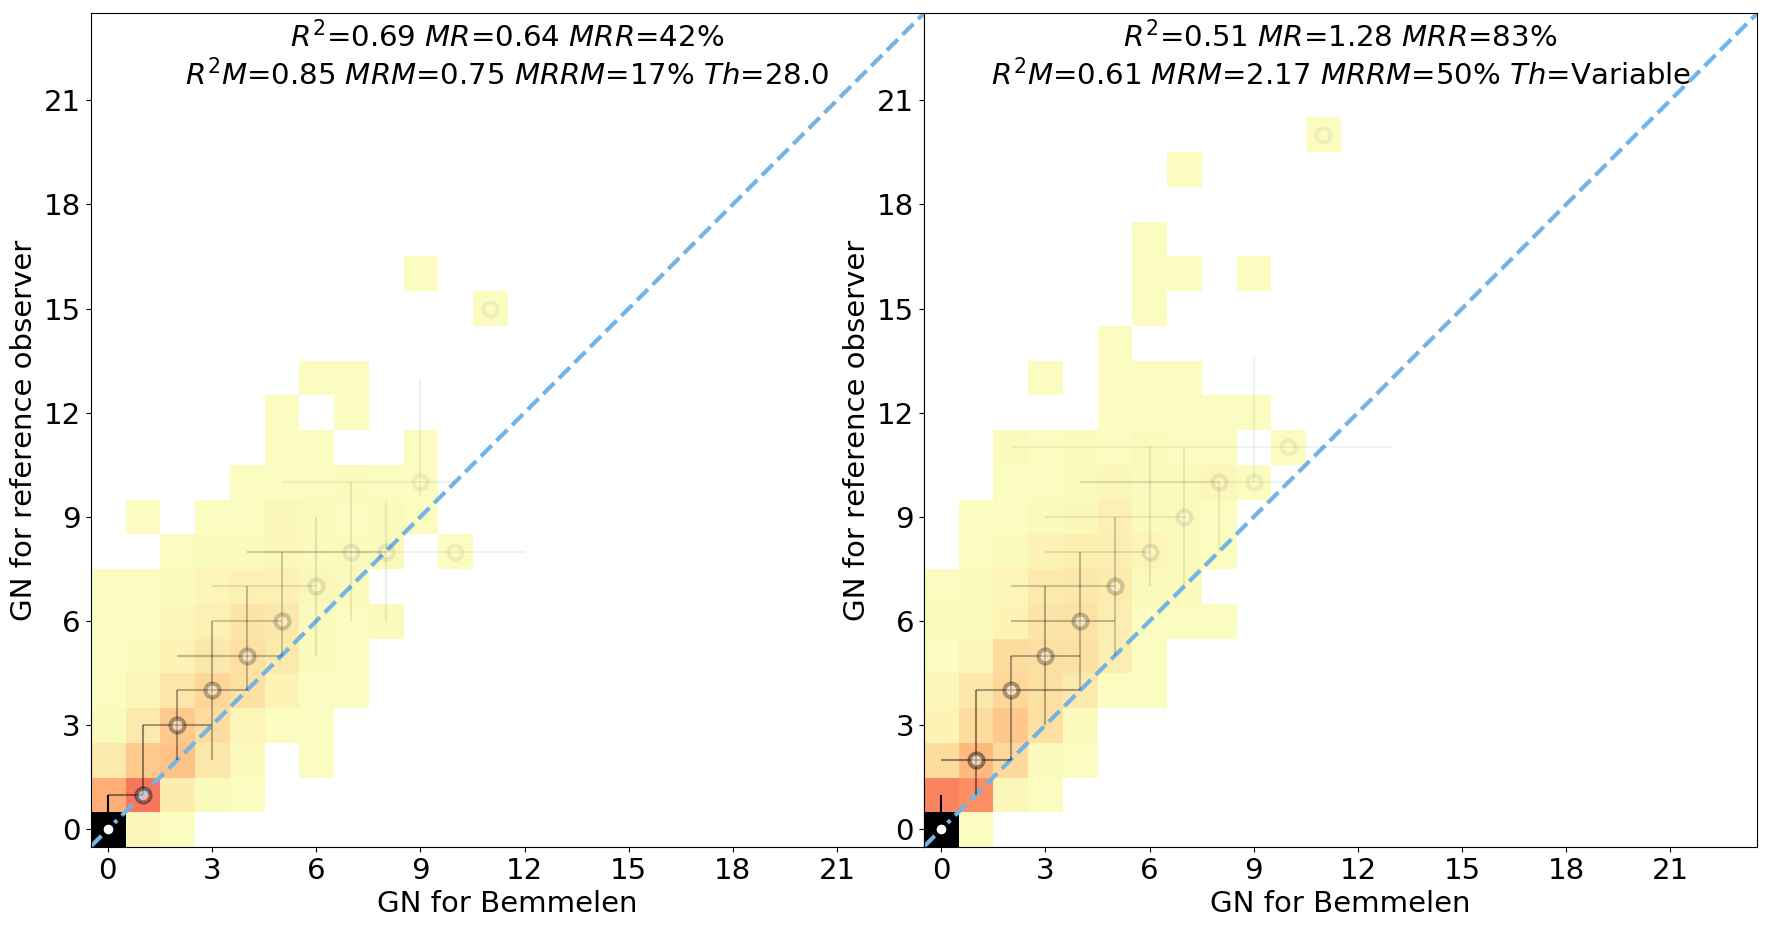 R²=0.69 MR=0.64 MRR=42%
R²M=0.85 MRM=0.75 MRRM=17% Th=28.0
21
18
15
12
9
6
3
0
0 3 6 9 12 15 18 21
GN for reference observer
GN for Bemmelen
R²=0.51 MR=1.28 MRR=83%
R²M=0.61 MRM=2.17 MRRM=50% Th=Variable
21
18
15
12
9
6
3
0
0 3 6 9 12 15 18 21
GN for reference observer
GN for Bemmelen